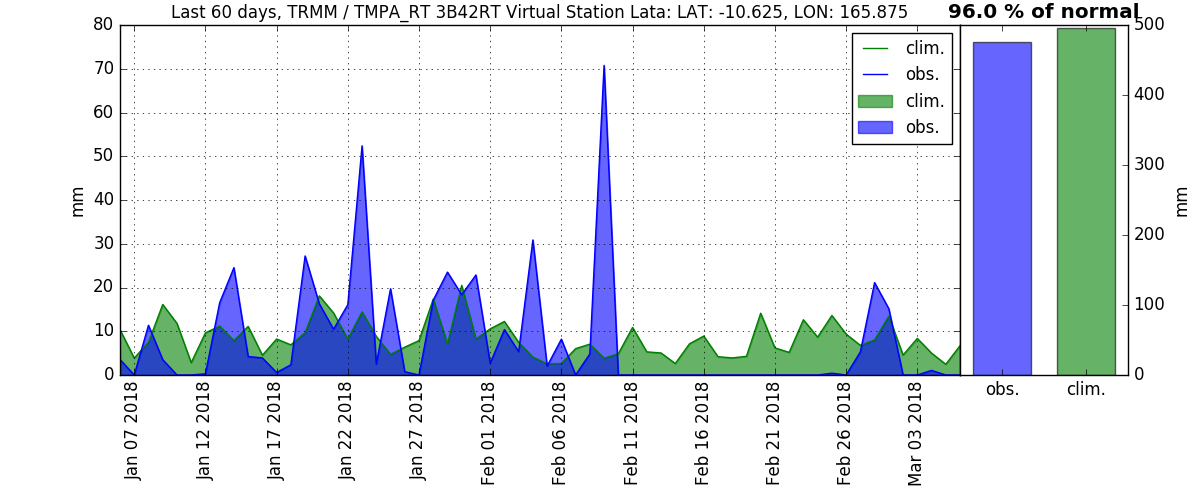 Last 60 days, TRMM / TMPA_RT 3B42RT Virtual Station Lata: LAT: -10.625, LON: 165.875
96.0 % of normal
80
70
60
50
40
30
20
10
0
mm
clim.
obs.
clim.
obs.
500
400
300
200
100
0
mm
obs.
clim.
Jan 07 2018
Jan 12 2018
Jan 17 2018
Jan 22 2018
Jan 27 2018
Feb 01 2018
Feb 06 2018
Feb 11 2018
Feb 16 2018
Feb 21 2018
Feb 26 2018
Mar 03 2018